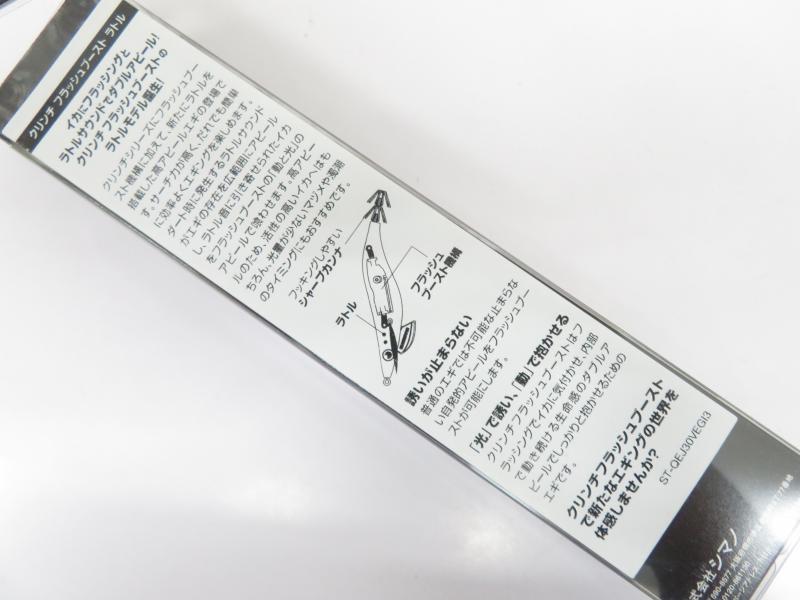 クリンチ フラッシュブースト ラトル
イカにフラッシングと
ラトルサウンドでダブルアピール!
クリンチ フラッシュブーストの
ラトルモデル誕生!
クリンチシリーズにフラッシュブー
スト機構に加えて、新たにラトルを
搭載した高アピールエギの登場で
す。サーチ力が高く、だれでも簡単
に効率よくエギングを楽しめます。
ダート時に発生するラトルサウンド
がエギの存在を広範囲にアピール
し、ラトル音に引き寄せられたイカ
をフラッシュブーストの「動と光」の
アピールで喰わせます。高アピー
ルのため、活性の高いイカへはも
ちろん、光量が少ないマヅメや濁潮
のタイミングにもおすすめです。
フッキングしやすい
シャープカンナ
フラッシュ
ブースト機構
ラトル
誘いが止まらない
普通のエギでは不可能な止まらな
い自発的アピールをフラッシュブー
ストが可能にします。
「光」で誘い、「動」で抱かせる
クリンチフラッシュブーストはフ
ラッシングでイカに気付かせ、内部
で動き続ける生命感のダブルア
ピールでしっかりと抱かせるための
エギです。
クリンチフラッシュブースト
で新たなエギングの世界を
体感しませんか?
ST-QEJ30VEGI3
式会社シマノ